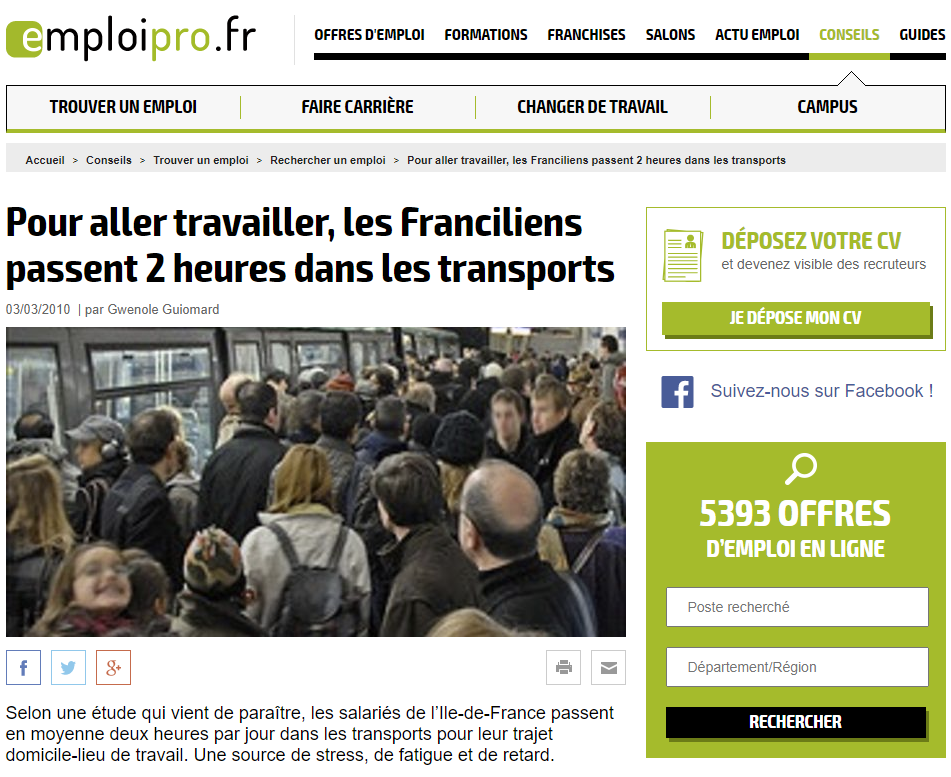 emploipro.fr
OFFRES D'EMPLOI FORMATIONS FRANCHISES SALONS ACTU EMPLOI CONSEILS GUIDES
TROUVER UN EMPLOI FAIRE CARRIÈRE CHANGER DE TRAVAIL CAMPUS
Accueil > Conseils > Trouver un emploi > Rechercher un emploi > Pour aller travailler, les Franciliens passent 2 heures dans les transports
Pour aller travailler, les Franciliens
passent 2 heures dans les transports
03/03/2010 | par Gwenole Guiomard
f
g+
Selon une étude qui vient de paraître, les salariés de l'Ile-de-France passent
en moyenne deux heures par jour dans les transports pour leur trajet
domicile-lieu de travail. Une source de stress, de fatigue et de retard.
DÉPOSEZ VOTRE CV
et devenez visible des recruteurs
JE DÉPOSE MON CV
f Suivez-nous sur Facebook !
5393 OFFRES
D'EMPLOI EN LIGNE
Poste recherché
Département/Région
RECHERCHER